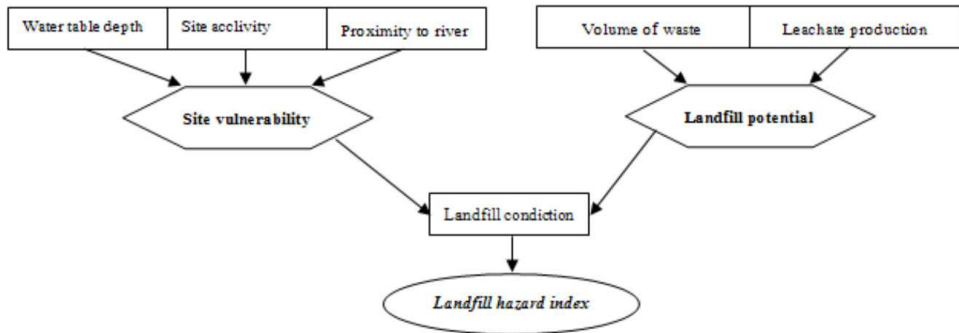 Water table depth
Site acclivity
Proximity to river
Volume of waste
Leachate production
Site vulnerability
Landfill potential
Landfill condiction
Landfill hazard index